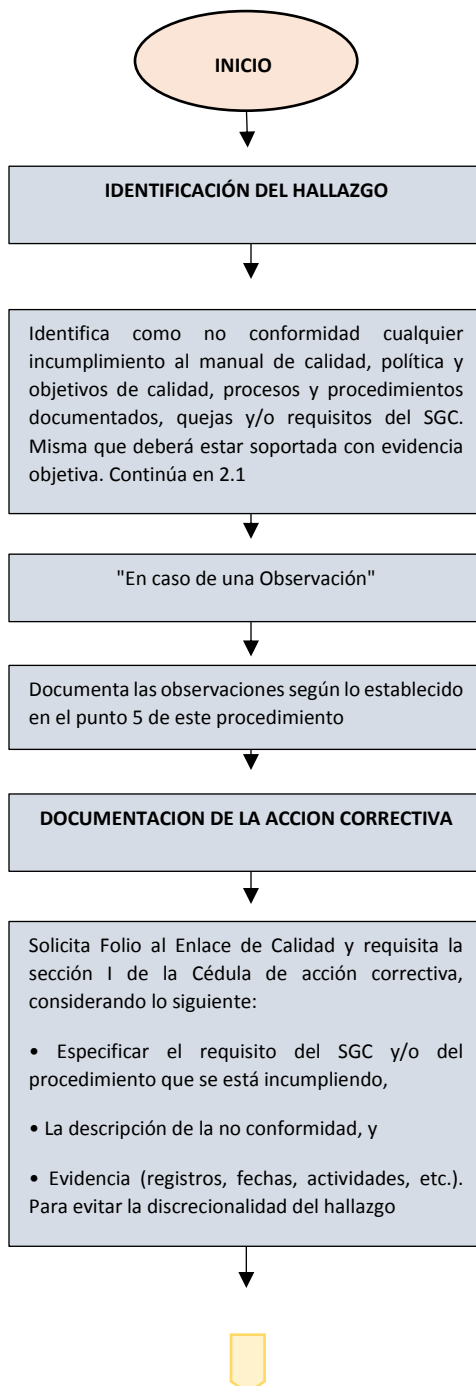 INICIO
IDENTIFICACIÓN DEL HALLAZGO
Identifica como no conformidad cualquier
incumplimiento al manual de calidad, política y
objetivos de calidad, procesos y procedimientos
documentados, quejas y/o requisitos del SGC.
Misma que deberá estar soportada con evidencia
objetiva. Continúa en 2.1
"En caso de una Observación"
Documenta las observaciones según lo establecido
en el punto 5 de este procedimiento
DOCUMENTACION DE LA ACCION CORRECTIVA
Solicita Folio al Enlace de Calidad y requisita la
sección I de la Cédula de acción correctiva,
considerando lo siguiente:
• Especificar el requisito del SGC y/o del
procedimiento que se está incumpliendo,
• La descripción de la no conformidad, y
• Evidencia (registros, fechas, actividades, etc.).
Para evitar la discrecionalidad del hallazgo